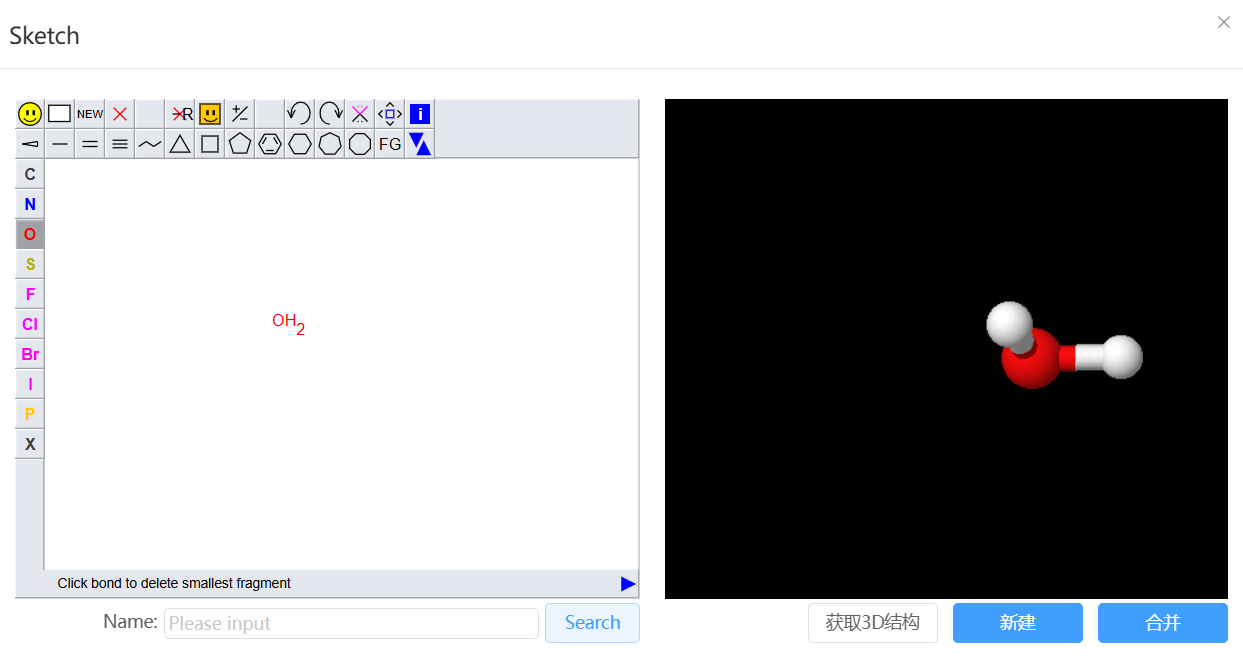 Sketch
NEW R +/- i
FG
C
N
O
S
F
Cl
Br
I
P
X
OH2
Click bond to delete smallest fragment
Name: Please input Search 获取3D结构 新建 合并